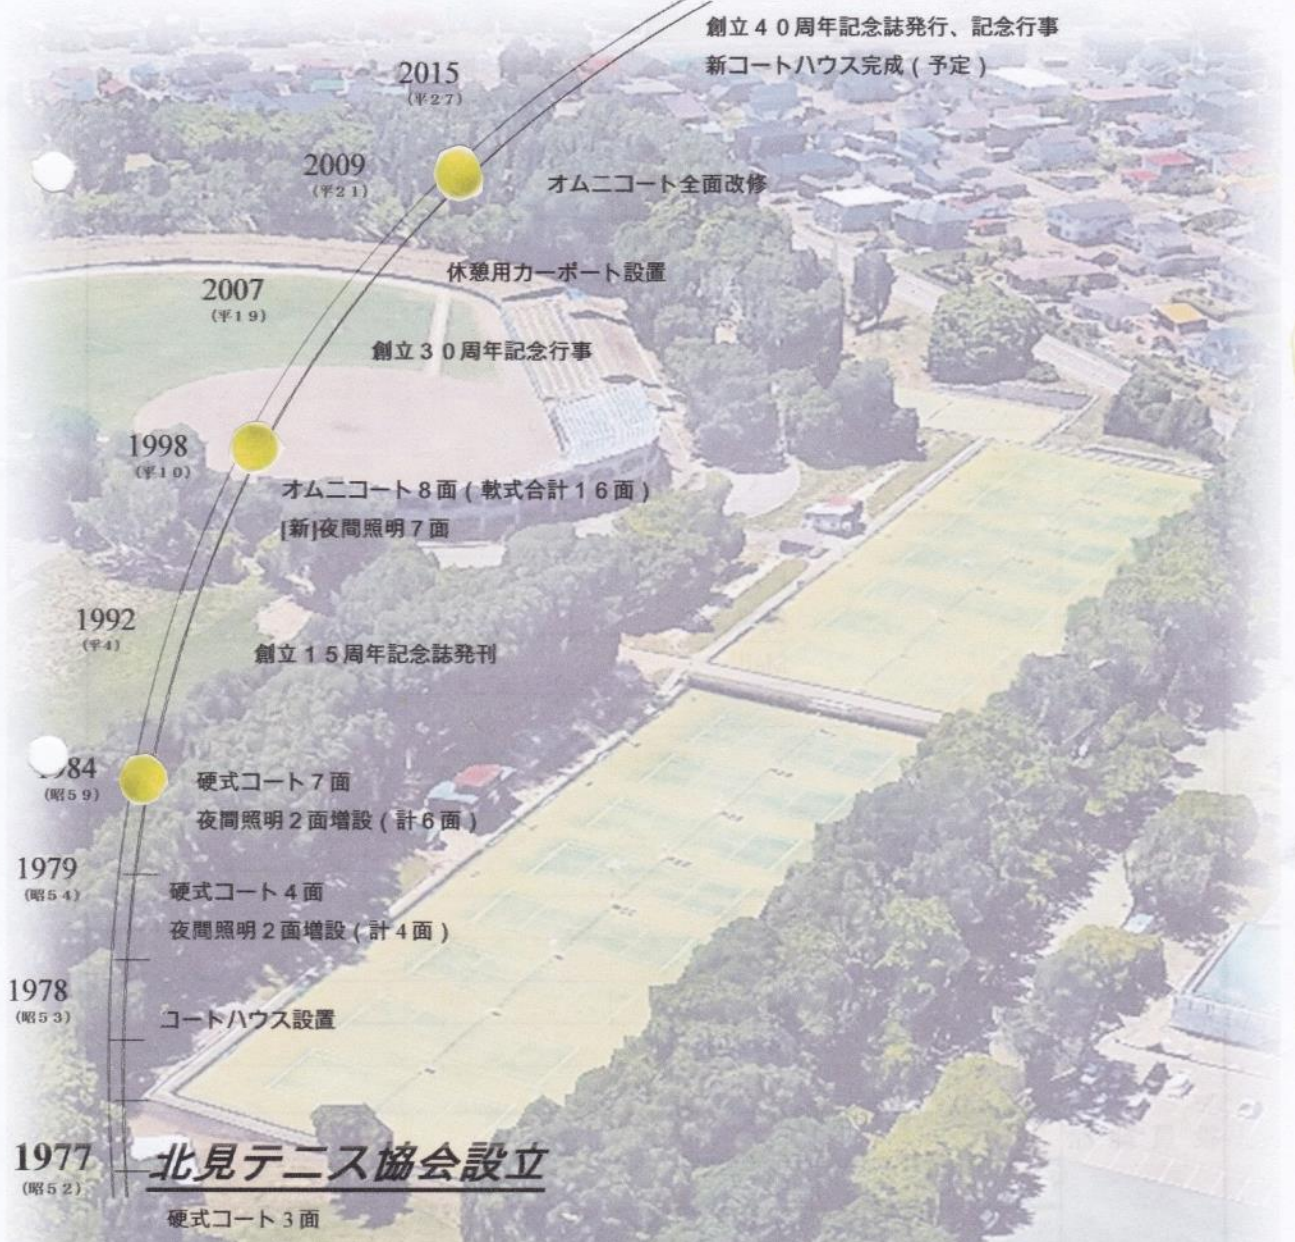 創立４０周年記念誌発行、記念行事
新コートハウス完成（予定）
2015
（平２７）
オムニコート全面改修
2009
（平２１）
休憩用カーポート設置
2007
（平１９）
創立３０周年記念行事
1998
（平１０）
オムニコート８面（軟式合計１６面）
[新]夜間照明７面
1992
（平４）
創立１５周年記念誌発刊
984
（昭５９）
硬式コート７面
夜間照明２面増設（計６面）
1979
（昭５４）
硬式コート４面
夜間照明２面増設（計４面）
1978
（昭５３）
コートハウス設置
1977
（昭５２）
北見テニス協会設立
硬式コート３面